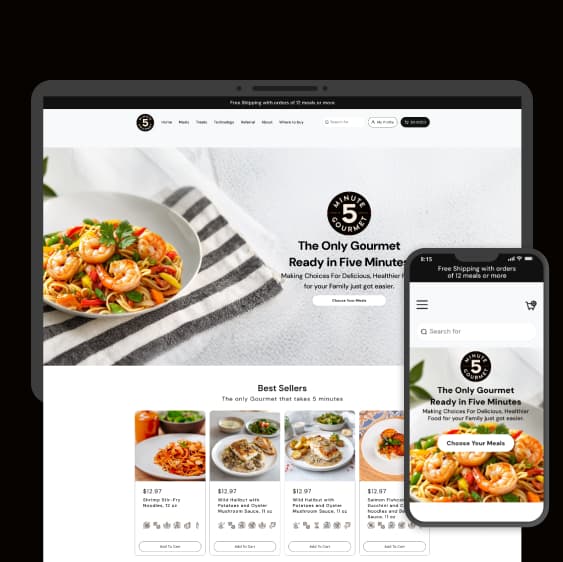 Free Shipping with orders of 12 meals or more
5 MINUTE GOURMET
Home Meals Treats Technology Referral About Where to buy
Search for
My Profile
MINUTE
5
GOURMET
The Only Gourmet
Ready in Five Minutes
Making Choices For Delicious, Healthier
for your Family just got easier.
Choose Your Meals
Best Sellers
The only Gourmet that takes 5 minutes
$12.97
Shrimp Stir-Fry
Noodles, 12 oz
Add To Cart
$12.97
Wild Halibut with
Potatoes and Oyster
Mushroom Sauce, 11 oz
Add To Cart
$12.97
Wild Halibut with
Potatoes and Oyster
Mushroom Sauce, 11 oz
Add To Cart
$12.97
Salmon
Zucchini and C
Noodles and B
Sauce, 11 oz
Add To Cart
8:15
Free Shipping with orders
of 12 meals or more
Search for
MINUTE
5
GOURMET
The Only Gourmet
Ready in Five Minutes
Making Choices For Delicious, Healthier
Food for your Family just got easier.
Choose Your Meals